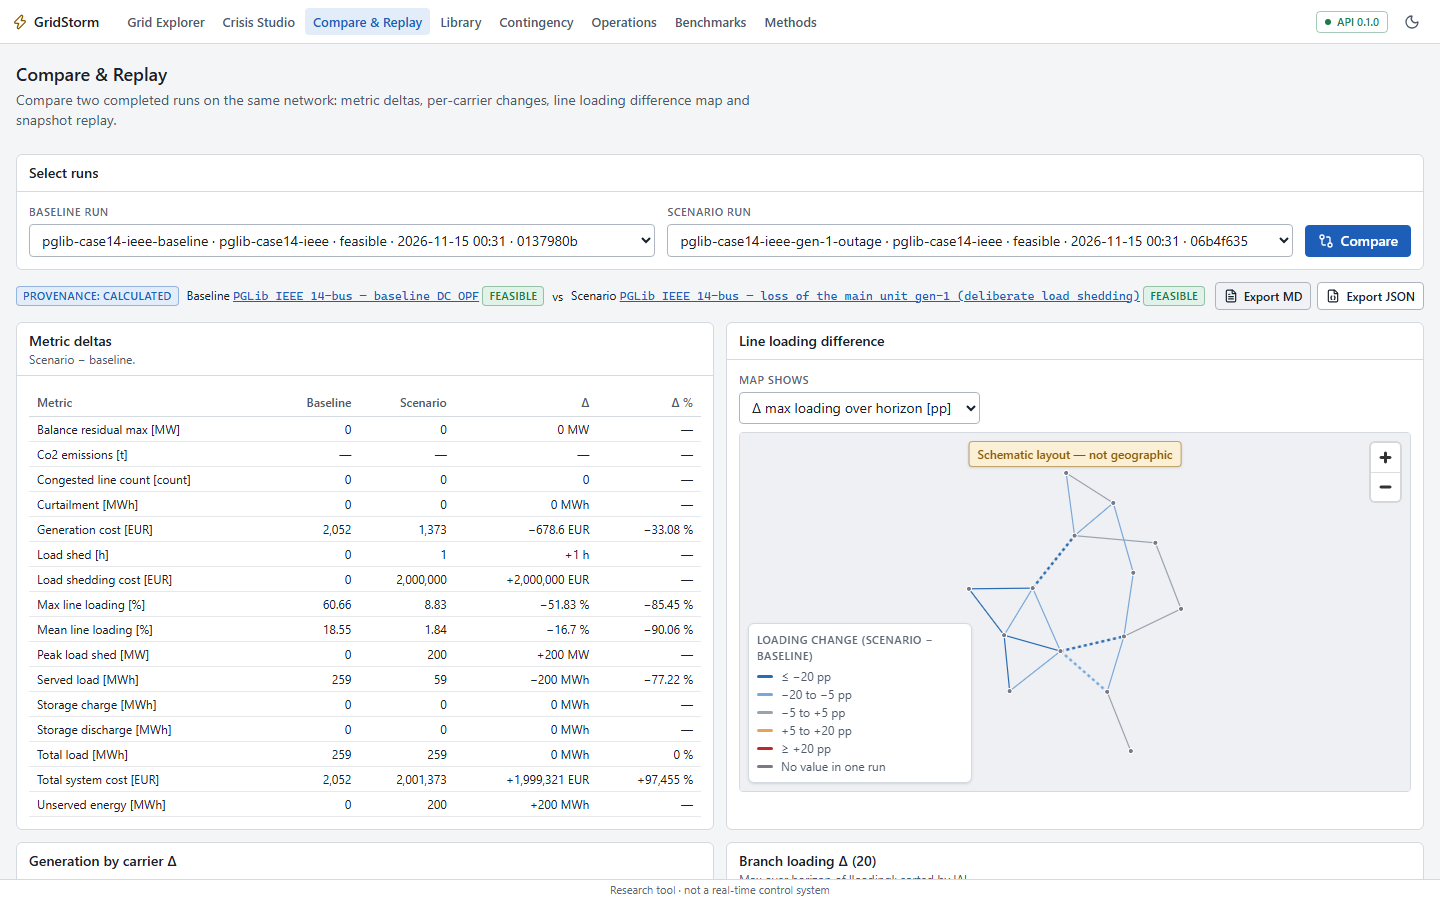 GridStorm Grid Explorer Crisis Studio Compare & Replay Library Contingency Operations Benchmarks Methods API 0.1.0
Compare & Replay
Compare two completed runs on the same network: metric deltas, per-carrier changes, line loading difference map and
snapshot replay.
Select runs
BASELINE RUN SCENARIO RUN
pglib-case14-ieee-baseline · pglib-case14-ieee · feasible · 2026-11-15 00:31 · 0137980b pglib-case14-ieee-gen-1-outage · pglib-case14-ieee · feasible · 2026-11-15 00:31 · 06b4f635 Compare
PROVENANCE: CALCULATED Baseline PGLib IEEE 14-bus — baseline DC OPF FEASIBLE vs Scenario PGLib IEEE 14-bus — loss of the main unit gen-1 (deliberate load shedding) FEASIBLE Export MD Export JSON
Metric deltas
Scenario − baseline.
Metric Baseline Scenario Δ Δ %
Balance residual max [MW] 0 0 0 MW —
Co2 emissions [t] — — — —
Congested line count [count] 0 0 0 —
Curtailment [MWh] 0 0 0 MWh —
Generation cost [EUR] 2,052 1,373 −678.6 EUR −33.08 %
Load shed [h] 0 1 +1 h —
Load shedding cost [EUR] 0 2,000,000 +2,000,000 EUR —
Max line loading [%] 60.66 8.83 −51.83 % −85.45 %
Mean line loading [%] 18.55 1.84 −16.7 % −90.06 %
Peak load shed [MW] 0 200 +200 MW —
Served load [MWh] 259 59 −200 MWh −77.22 %
Storage charge [MWh] 0 0 0 MWh —
Storage discharge [MWh] 0 0 0 MWh —
Total load [MWh] 259 259 0 MWh 0 %
Total system cost [EUR] 2,052 2,001,373 +1,999,321 EUR +97,455 %
Unserved energy [MWh] 0 200 +200 MWh —
Line loading difference
MAP SHOWS
Δ max loading over horizon [pp]
Schematic layout — not geographic
+
−
LOADING CHANGE (SCENARIO −
BASELINE)
≤ −20 pp
−20 to −5 pp
−5 to +5 pp
+5 to +20 pp
≥ +20 pp
No value in one run
Generation by carrier Δ
Branch loading Δ (20)
Research tool · not a real-time control system